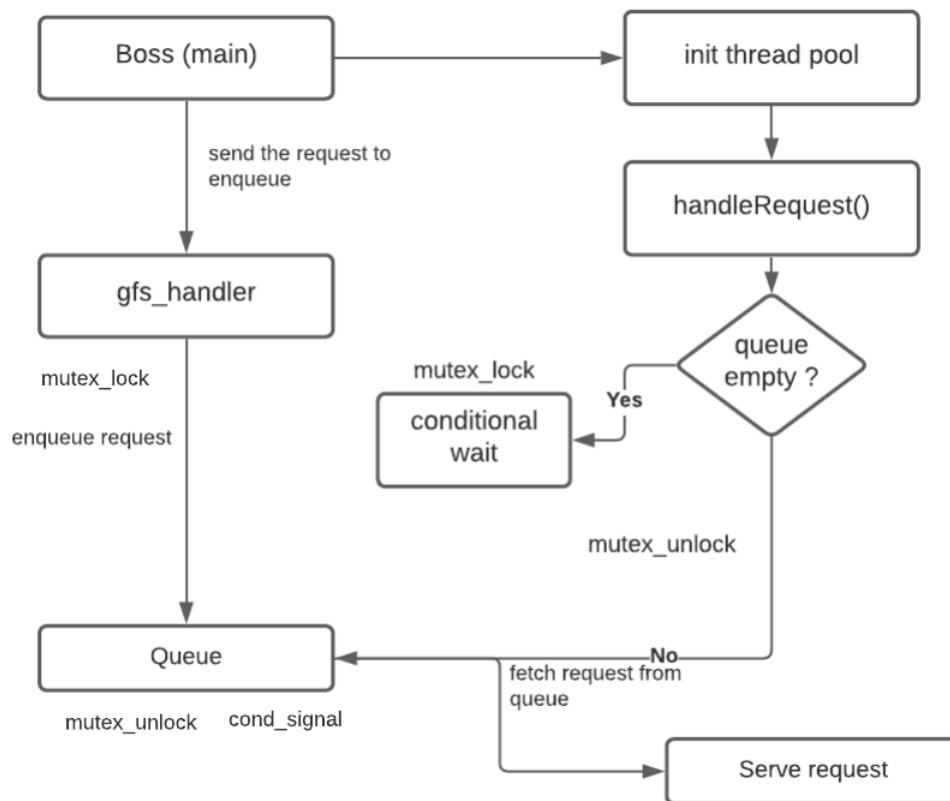 Boss (main)
init thread pool
send the request to
enqueue
handleRequest()
gfs_handler
queue
empty ?
mutex_lock
mutex_lock
Yes
conditional
wait
enqueue request
mutex_unlock
Queue
No
fetch request from
queue
mutex_unlock
cond_signal
Serve request